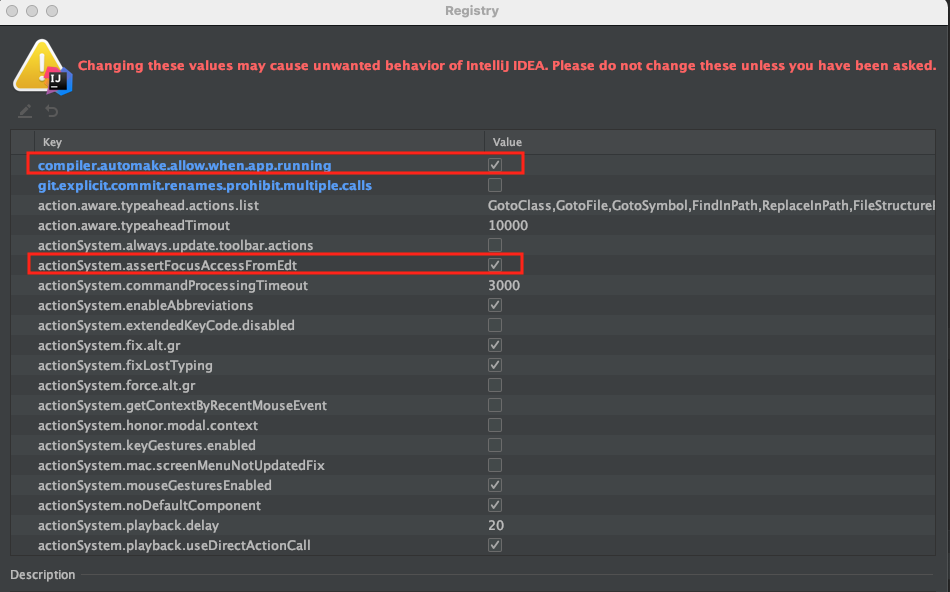 Registry
IJ
Changing these values may cause unwanted behavior of IntelliJ IDEA. Please do not change these unless you have been asked.
Key Value
compiler.automake.allow.when.app.running
git.explicit.commit.renames.prohibit.multiple.calls
action.aware.typeahead.actions.list GotoClass,GotoFile,GotoSymbol,FindInPath,ReplaceInPath,FileStructureP
action.aware.typeaheadTimout 10000
actionSystem.always.update.toolbar.actions
actionSystem.assertFocusAccessFromEdt
actionSystem.commandProcessingTimeout 3000
actionSystem.enableAbbreviations
actionSystem.extendedKeyCode.disabled
actionSystem.fix.alt.gr
actionSystem.fixLostTyping
actionSystem.force.alt.gr
actionSystem.getContextByRecentMouseEvent
actionSystem.honor.modal.context
actionSystem.keyGestures.enabled
actionSystem.mac.screenMenuNotUpdatedFix
actionSystem.mouseGesturesEnabled
actionSystem.noDefaultComponent
actionSystem.playback.delay 20
actionSystem.playback.useDirectActionCall
Description